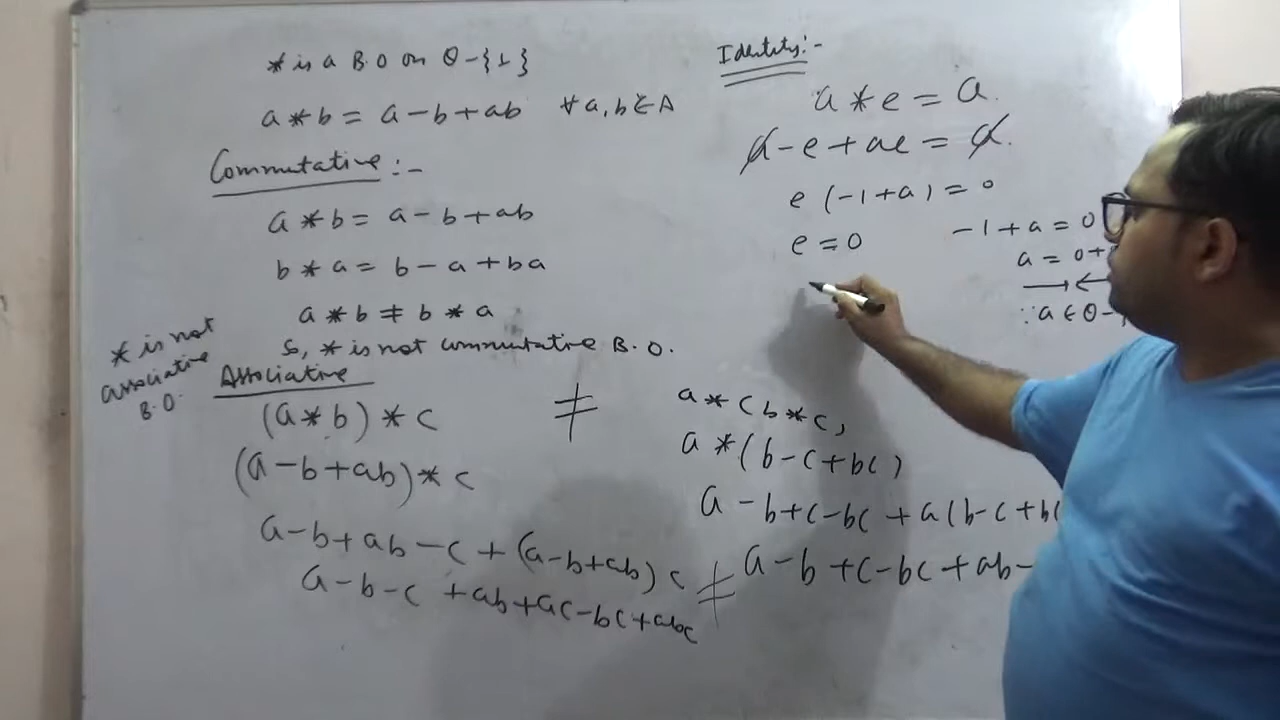 * is a B.O on Q-{1}
a * b = a - b + ab ∀ a, b ∈ A
Commutative :-
a * b = a - b + ab
b * a = b - a + ba
a * b ≠ b * a
So, * is not commutative B.O.
* is not
associative
B.O.
Associative
(a * b) * c ≠ a * (b * c)
(a - b + ab) * c
a * (b - c + bc)
a - b + ab - c + (a - b + ab) c
a - b + c - bc + a (b - c + bc
a - b - c + ab + ac - bc + abc ≠ a - b + c - bc + ab -
Identity :-
a * e = a.
a - e + ae = a.
e (-1 + a) = 0
e = 0
-1 + a = 0
a = 0 +
→ ←
∵ a ∈ Q -